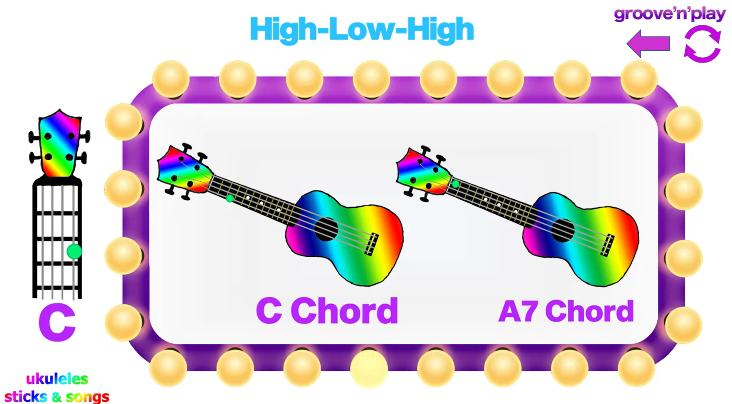 High-Low-High
groove'n'play
C
C Chord
A7 Chord
ukuleles
sticks & songs